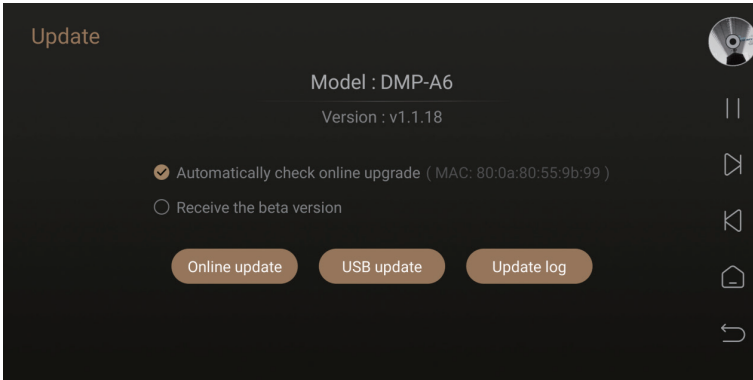 Update
Model : DMP-A6
Version : v1.1.18
Automatically check online upgrade ( MAC: 80:0a:80:55:9b:99 )
Receive the beta version
Online update
USB update
Update log